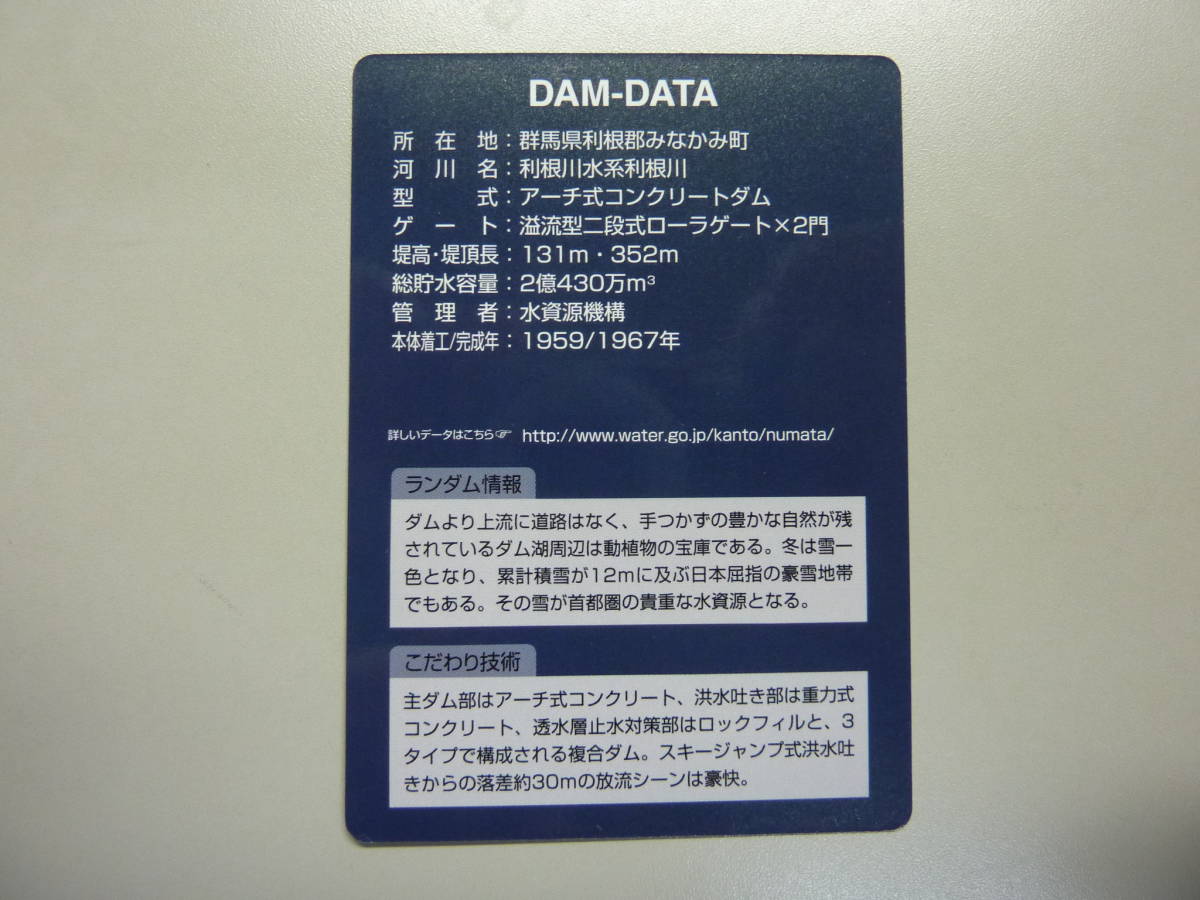 DAM-DATA
所在地：群馬県利根郡みなかみ町
河川名：利根川水系利根川
型式：アーチ式コンクリートダム
ゲート：溢流型二段式ローラゲート×2門
堤高・堤頂長：131m・352m
総貯水容量：2億430万m³
管理者：水資源機構
本体着工/完成年：1959/1967年
詳しいデータはこちら☞ http://www.water.go.jp/kanto/numata/
ランダム情報
ダムより上流に道路はなく、手つかずの豊かな自然が残
されているダム湖周辺は動植物の宝庫である。冬は雪一
色となり、累計積雪が12mに及ぶ日本屈指の豪雪地帯
でもある。その雪が首都圏の貴重な水資源となる。
こだわり技術
主ダム部はアーチ式コンクリート、洪水吐き部は重力式
コンクリート、透水層止水対策部はロックフィルと、3
タイプで構成される複合ダム。スキージャンプ式洪水吐
きからの落差約30mの放流シーンは豪快。